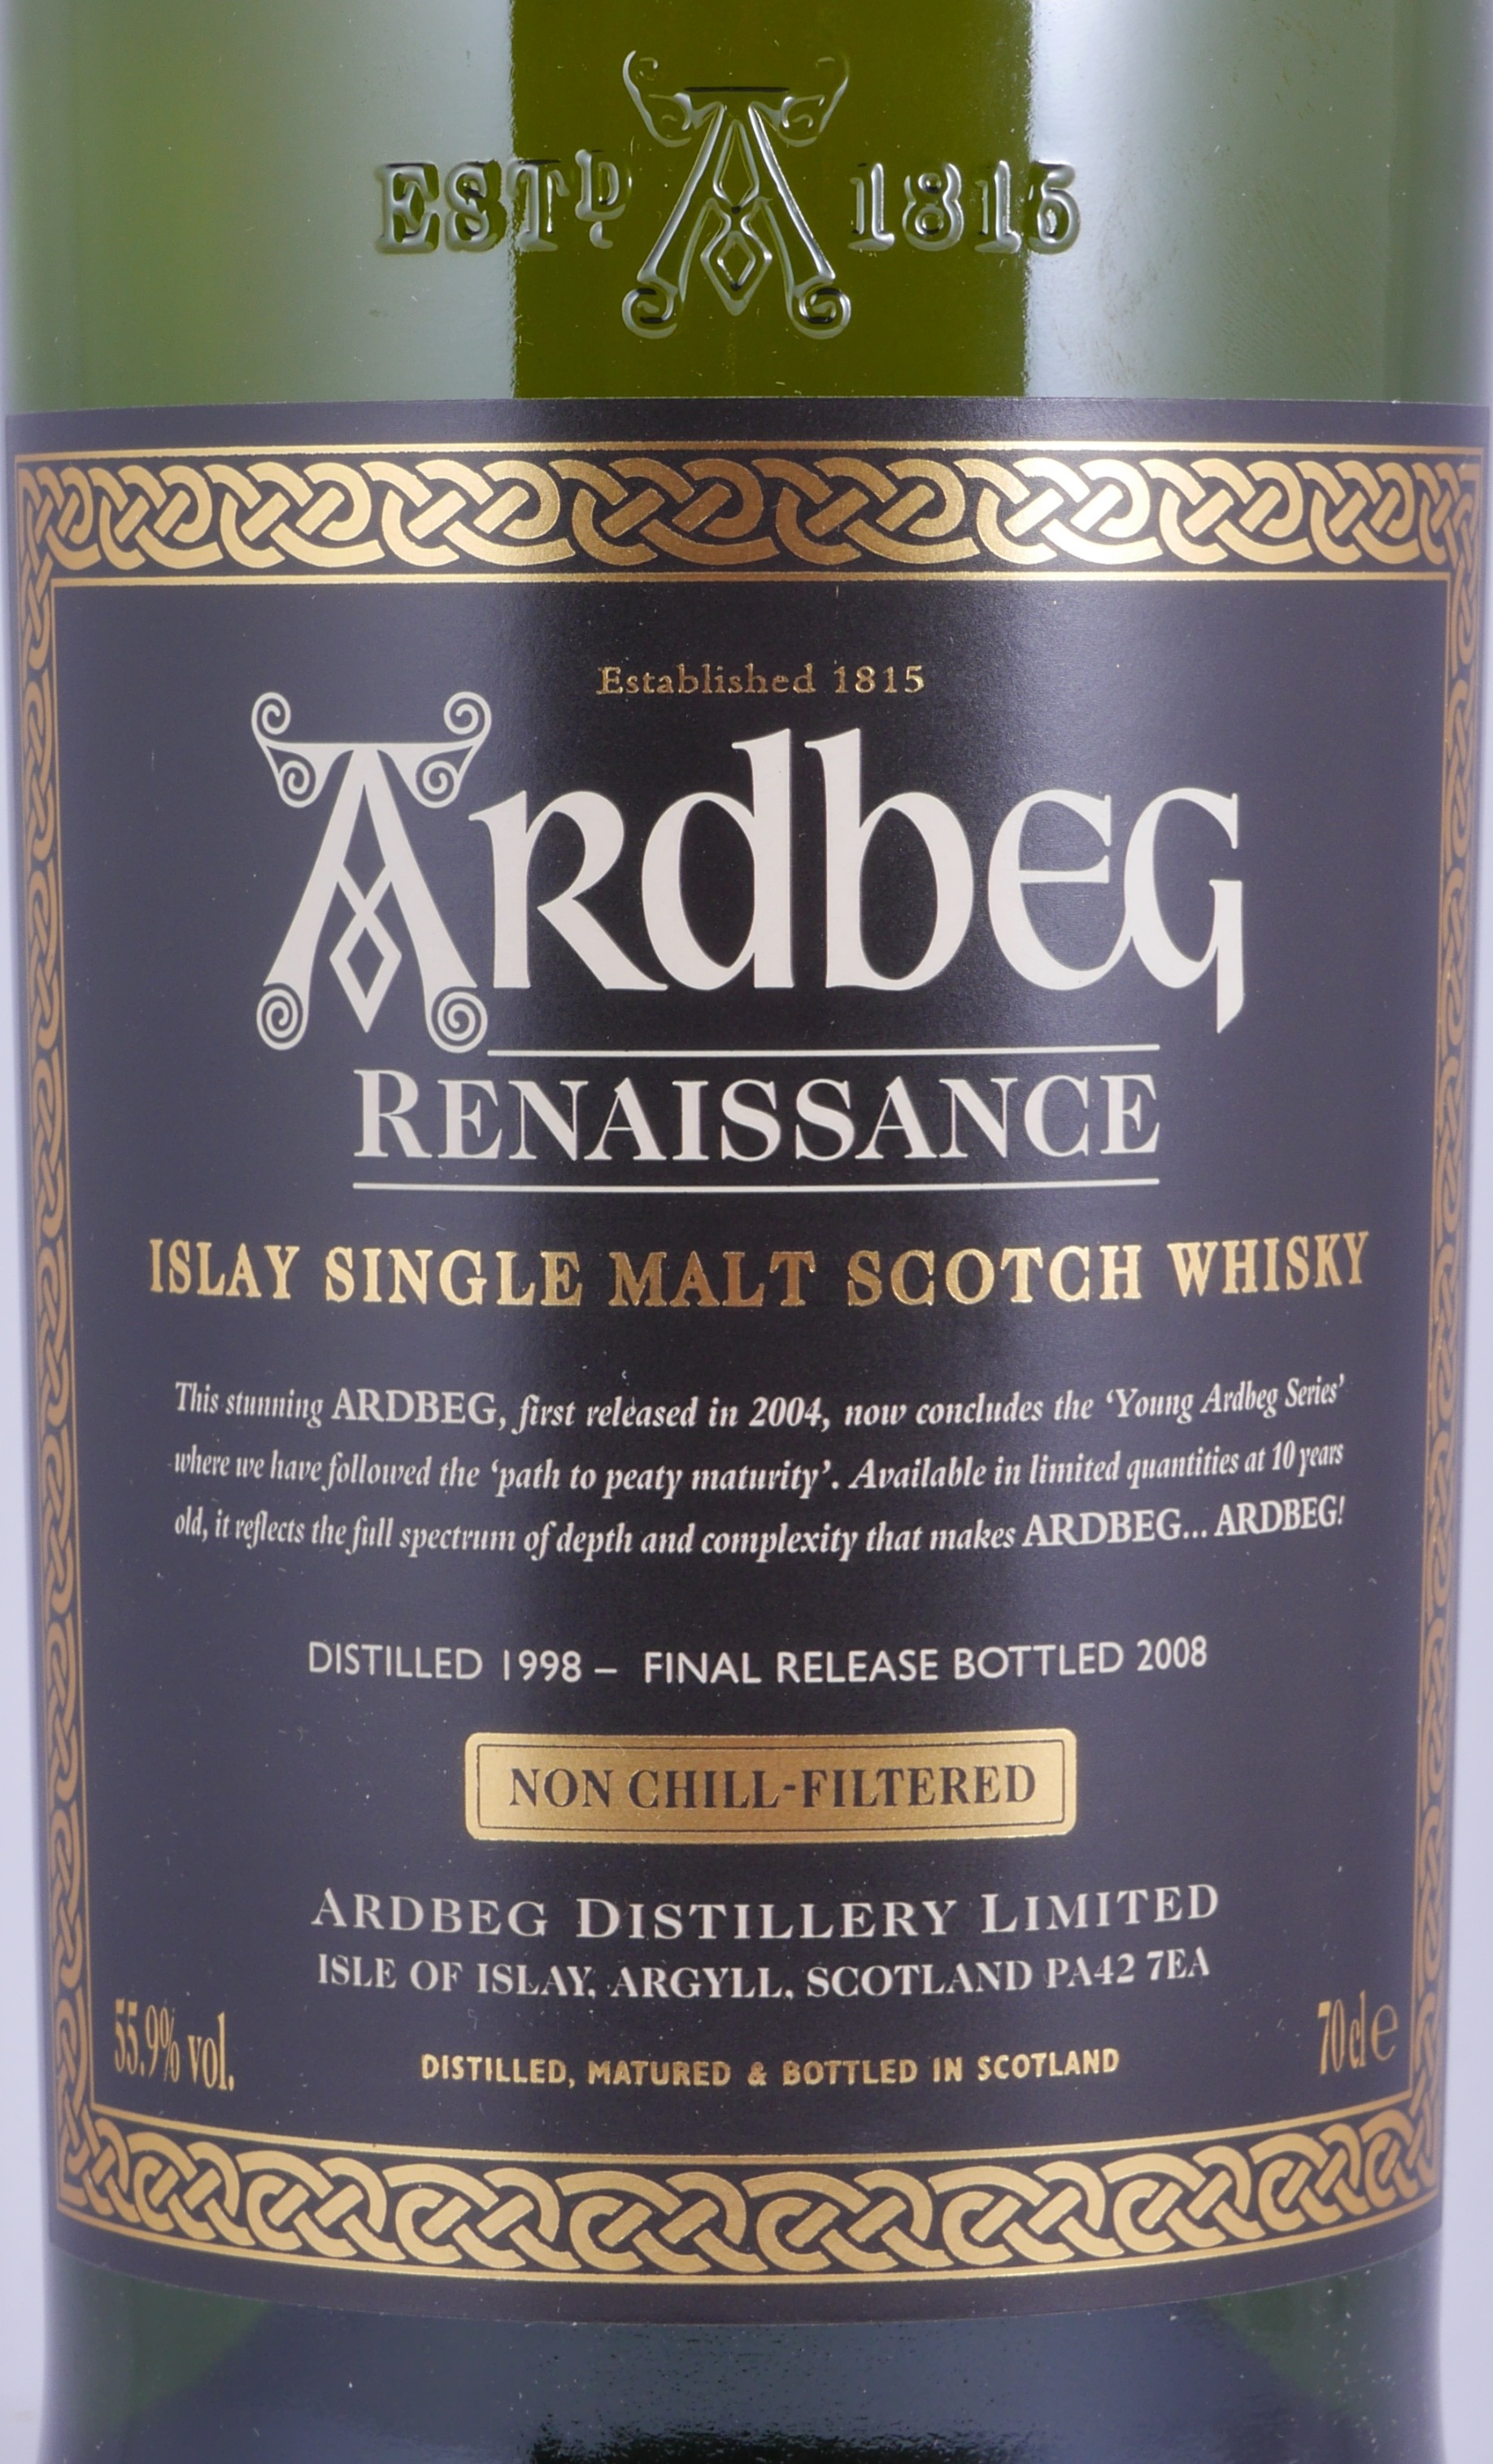 ESTD A 1815
Established 1815
Ardbeg
RENAISSANCE
ISLAY SINGLE MALT SCOTCH WHISKY
This stunning ARDBEG, first released in 2004, now concludes the ‘Young Ardbeg Series’
where we have followed the ‘path to peaty maturity’. Available in limited quantities at 10 years
old, it reflects the full spectrum of depth and complexity that makes ARDBEG... ARDBEG!
DISTILLED 1998 – FINAL RELEASE BOTTLED 2008
NON CHILL-FILTERED
ARDBEG DISTILLERY LIMITED
ISLE OF ISLAY, ARGYLL, SCOTLAND PA42 7EA
55.9% vol.
70cl e
DISTILLED, MATURED & BOTTLED IN SCOTLAND